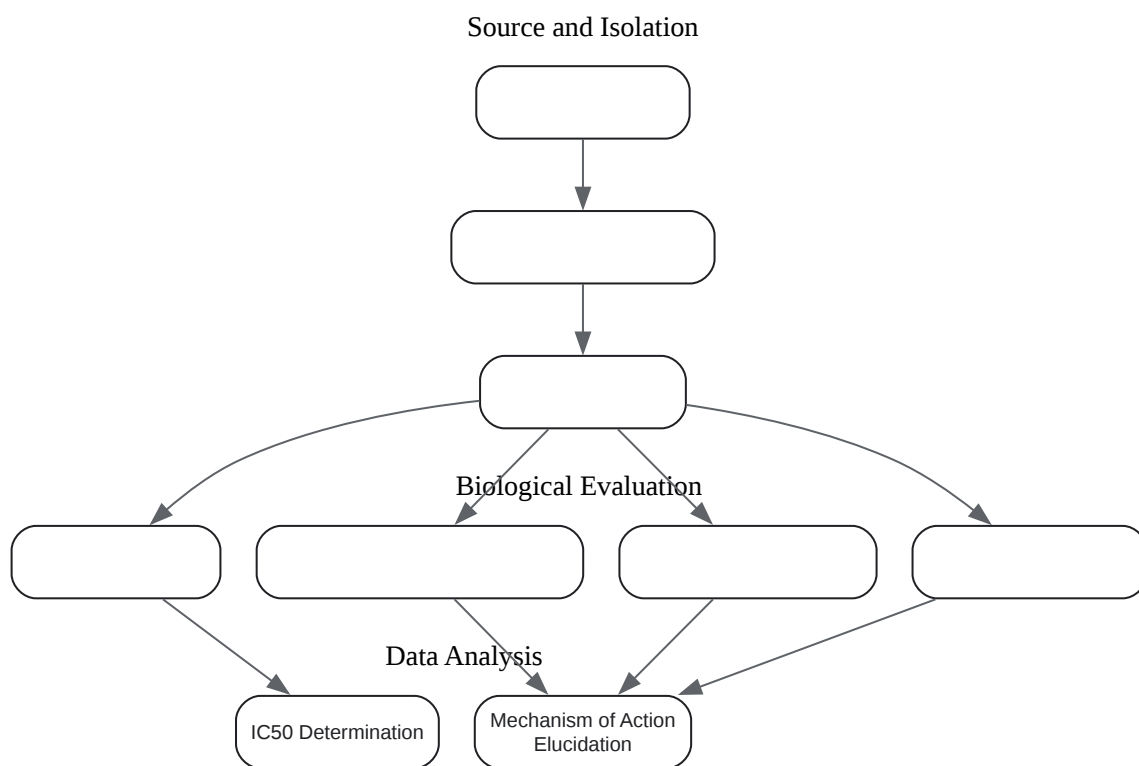 Source and Isolation
Biological Evaluation
Data Analysis
IC50 Determination
Mechanism of Action
Elucidation